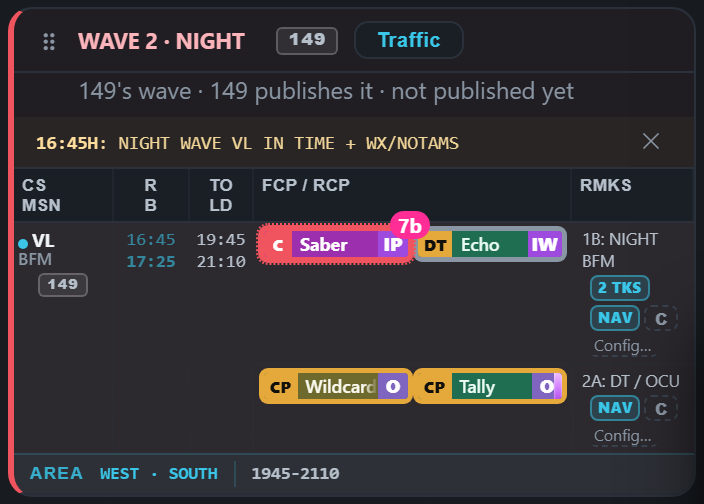 WAVE 2 · NIGHT 149 Traffic
149's wave · 149 publishes it · not published yet
16:45H: NIGHT WAVE VL IN TIME + WX/NOTAMS
CS MSN R B TO LD FCP / RCP RMKS
VL
BFM
149
16:45
17:25
19:45
21:10
7b
C Saber IP DT Echo IW
1B: NIGHT
BFM
2 TKS
NAV C
Config...
CP Wildcard O CP Tally O
2A: DT / OCU
NAV C
Config...
AREA WEST · SOUTH 1945-2110